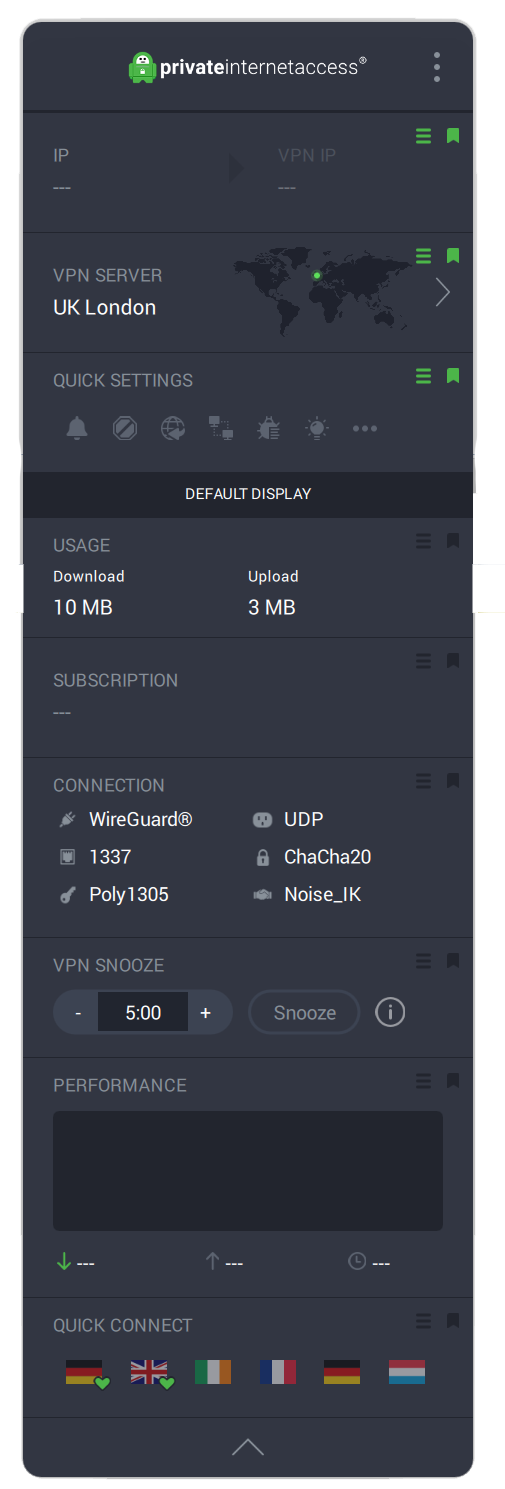 privateinternetaccess®
IP
VPN IP
---
---
VPN SERVER
UK London
QUICK SETTINGS
DEFAULT DISPLAY
USAGE
Download Upload
10 MB 3 MB
SUBSCRIPTION
---
CONNECTION
WireGuard® UDP
1337 ChaCha20
Poly1305 Noise_IK
VPN SNOOZE
- 5:00 + Snooze
PERFORMANCE
--- --- ---
QUICK CONNECT